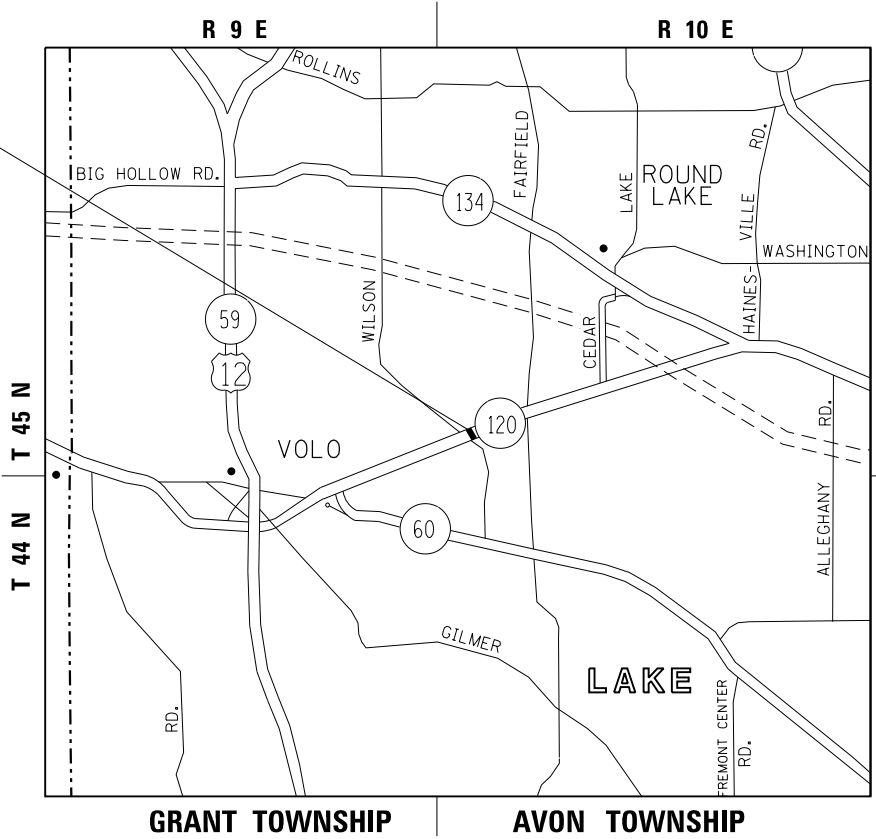 R 9 E
R 10 E
ROLLINS
FAIRFIELD
LAKE
RD.
ROUND
LAKE
BIG HOLLOW RD.
134
HAINES-
VILLE
WASHINGTON
59
WILSON
CEDAR
12
T 45 N
120
VOLO
ALLEGHANY
RD.
T 44 N
60
GILMER
LAKE
RD.
FREMONT CENTER
RD.
GRANT TOWNSHIP
AVON TOWNSHIP